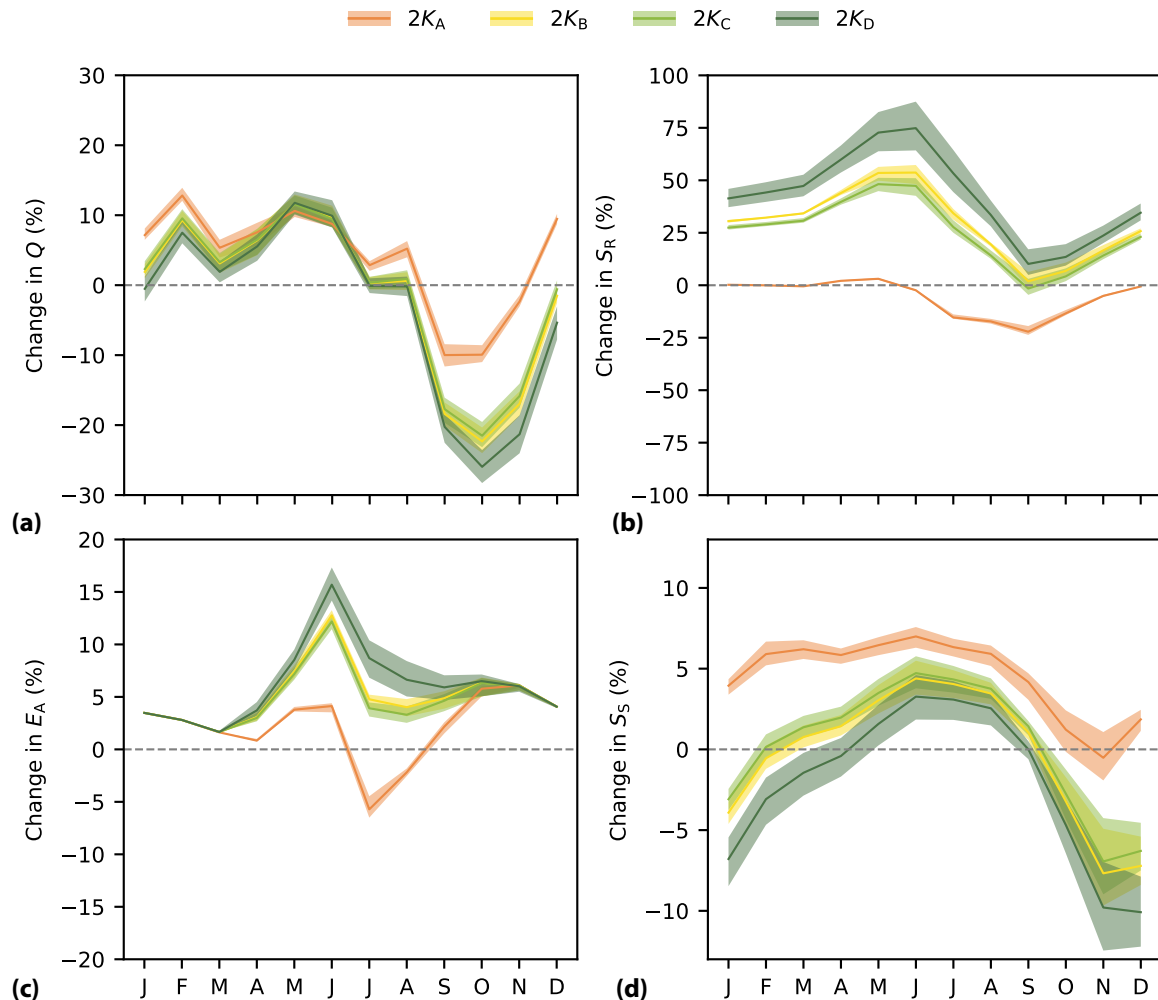 2K_A 2K_B 2K_C 2K_D
Change in Q (%)
30
20
10
0
−10
−20
−30
(a)
Change in S_R (%)
100
75
50
25
0
−25
−50
−75
−100
(b)
Change in E_A (%)
20
15
10
5
0
−5
−10
−15
−20
J F M A M J J A S O N D
(c)
Change in S_S (%)
10
5
0
−5
−10
J F M A M J J A S O N D
(d)